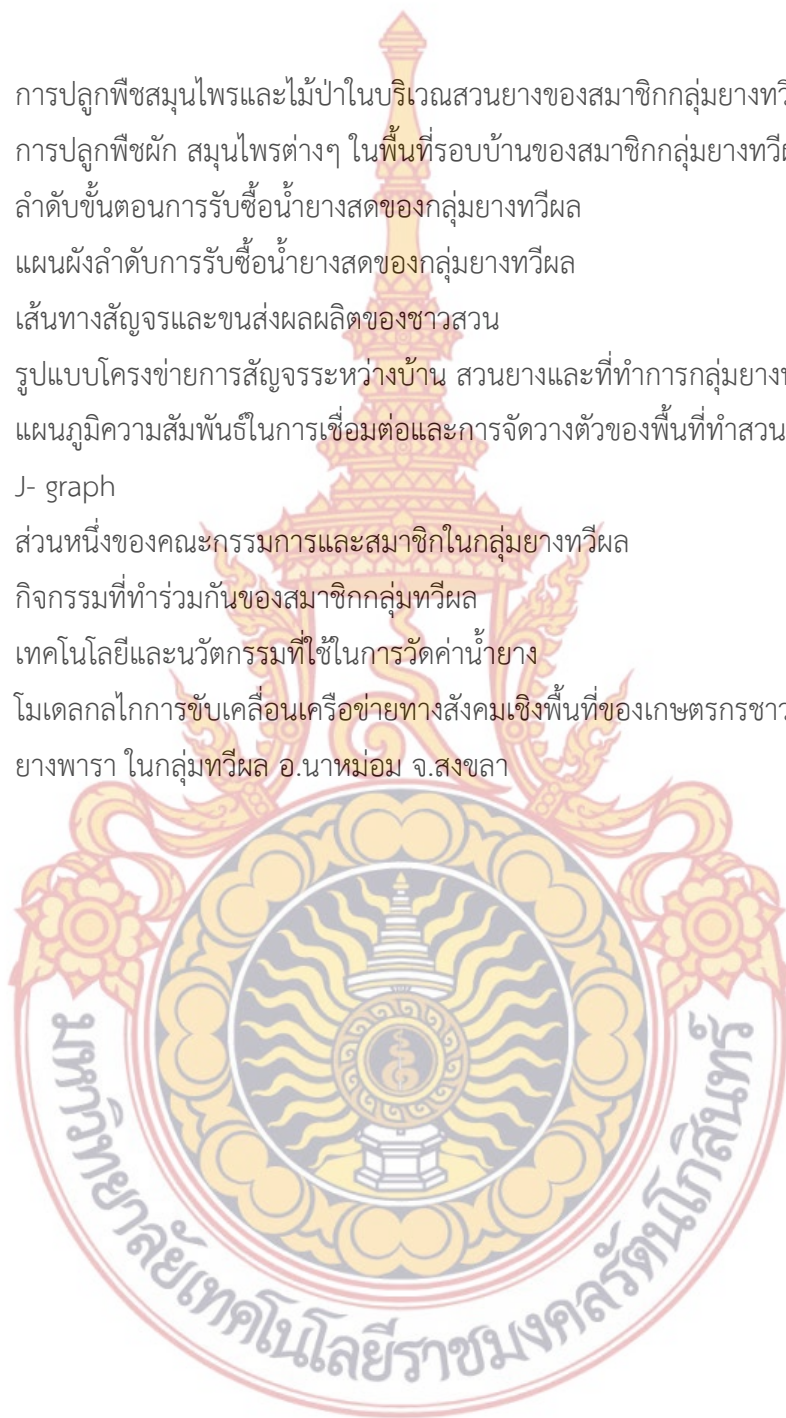 การปลูกพืชสมุนไพรและไม้ป่าในบริเวณสวนยางของสมาชิกกลุ่มยางทวี
การปลูกพืชผัก สมุนไพรต่างๆ ในพื้นที่รอบบ้านของสมาชิกกลุ่มยางทวี
ลำดับขั้นตอนการรับซื้อน้ำยางสดของกลุ่มยางทวีผล
แผนผังลำดับการรับซื้อน้ำยางสดของกลุ่มยางทวีผล
เส้นทางสัญจรและขนส่งผลผลิตของชาวสวน
รูปแบบโครงข่ายการสัญจรระหว่างบ้าน สวนยางและที่ทำการกลุ่มยาง
แผนภูมิความสัมพันธ์ในการเชื่อมต่อและการจัดวางตัวของพื้นที่ทำสวน
J- graph
ส่วนหนึ่งของคณะกรรมการและสมาชิกในกลุ่มยางทวีผล
กิจกรรมที่ทำร่วมกันของสมาชิกกลุ่มทวีผล
เทคโนโลยีและนวัตกรรมที่ใช้ในการวัดค่าน้ำยาง
โมเดลกลไกการขับเคลื่อนเครือข่ายทางสังคมเชิงพื้นที่ของเกษตรกรชาว
ยางพารา ในกลุ่มทวีผล อ.นาหม่อม จ.สงขลา
มหาวิทยาลัยเทคโนโลยีราชมงคลรัตนโกสินทร์